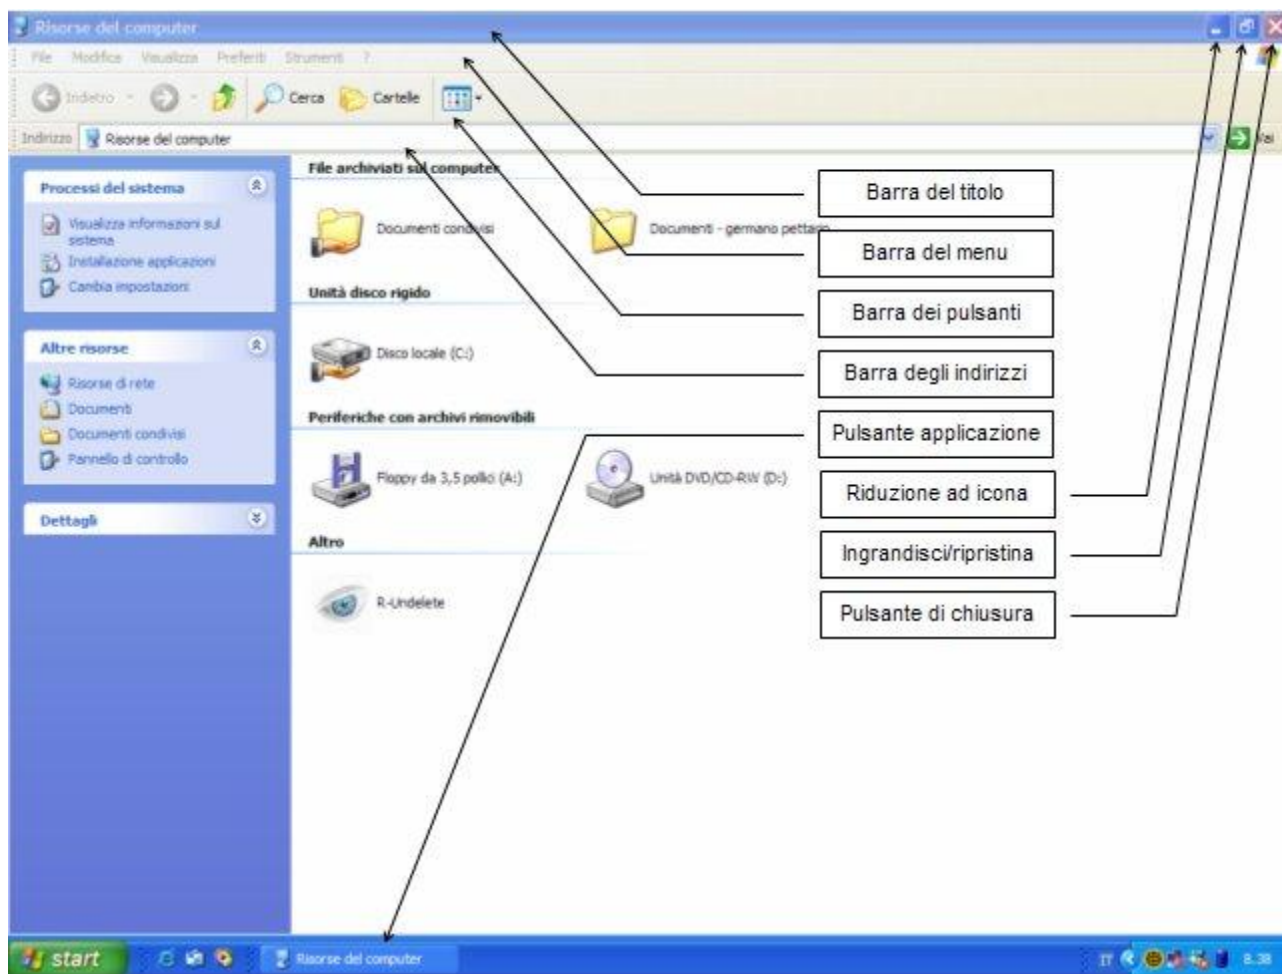 Risorse del computer
File Modifica Visualizza Preferiti Strumenti ?
Indietro Cerca Cartelle
Indirizzo Risorse del computer Vai
Processi del sistema
Visualizza informazioni sul
sistema
Installazione applicazioni
Cambia impostazioni
Altre risorse
Risorse di rete
Documenti
Documenti condivisi
Pannello di controllo
Dettagli
File archiviati sul computer
Documenti condivisi
Documenti - germano pettarin
Unità disco rigido
Disco locale (C:)
Periferiche con archivi rimovibili
Floppy da 3,5 pollici (A:)
Unità DVD/CD-RW (D:)
Altro
R-Undelete
Barra del titolo
Barra del menu
Barra dei pulsanti
Barra degli indirizzi
Pulsante applicazione
Riduzione ad icona
Ingrandisci/ripristina
Pulsante di chiusura
start
Risorse del computer
IT
8.38